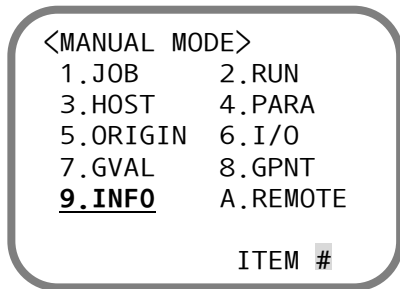 <MANUAL MODE>
1.JOB 2.RUN
3.HOST 4.PARA
5.ORIGIN 6.I/O
7.GVAL 8.GPNT
9.INFO A.REMOTE
ITEM #